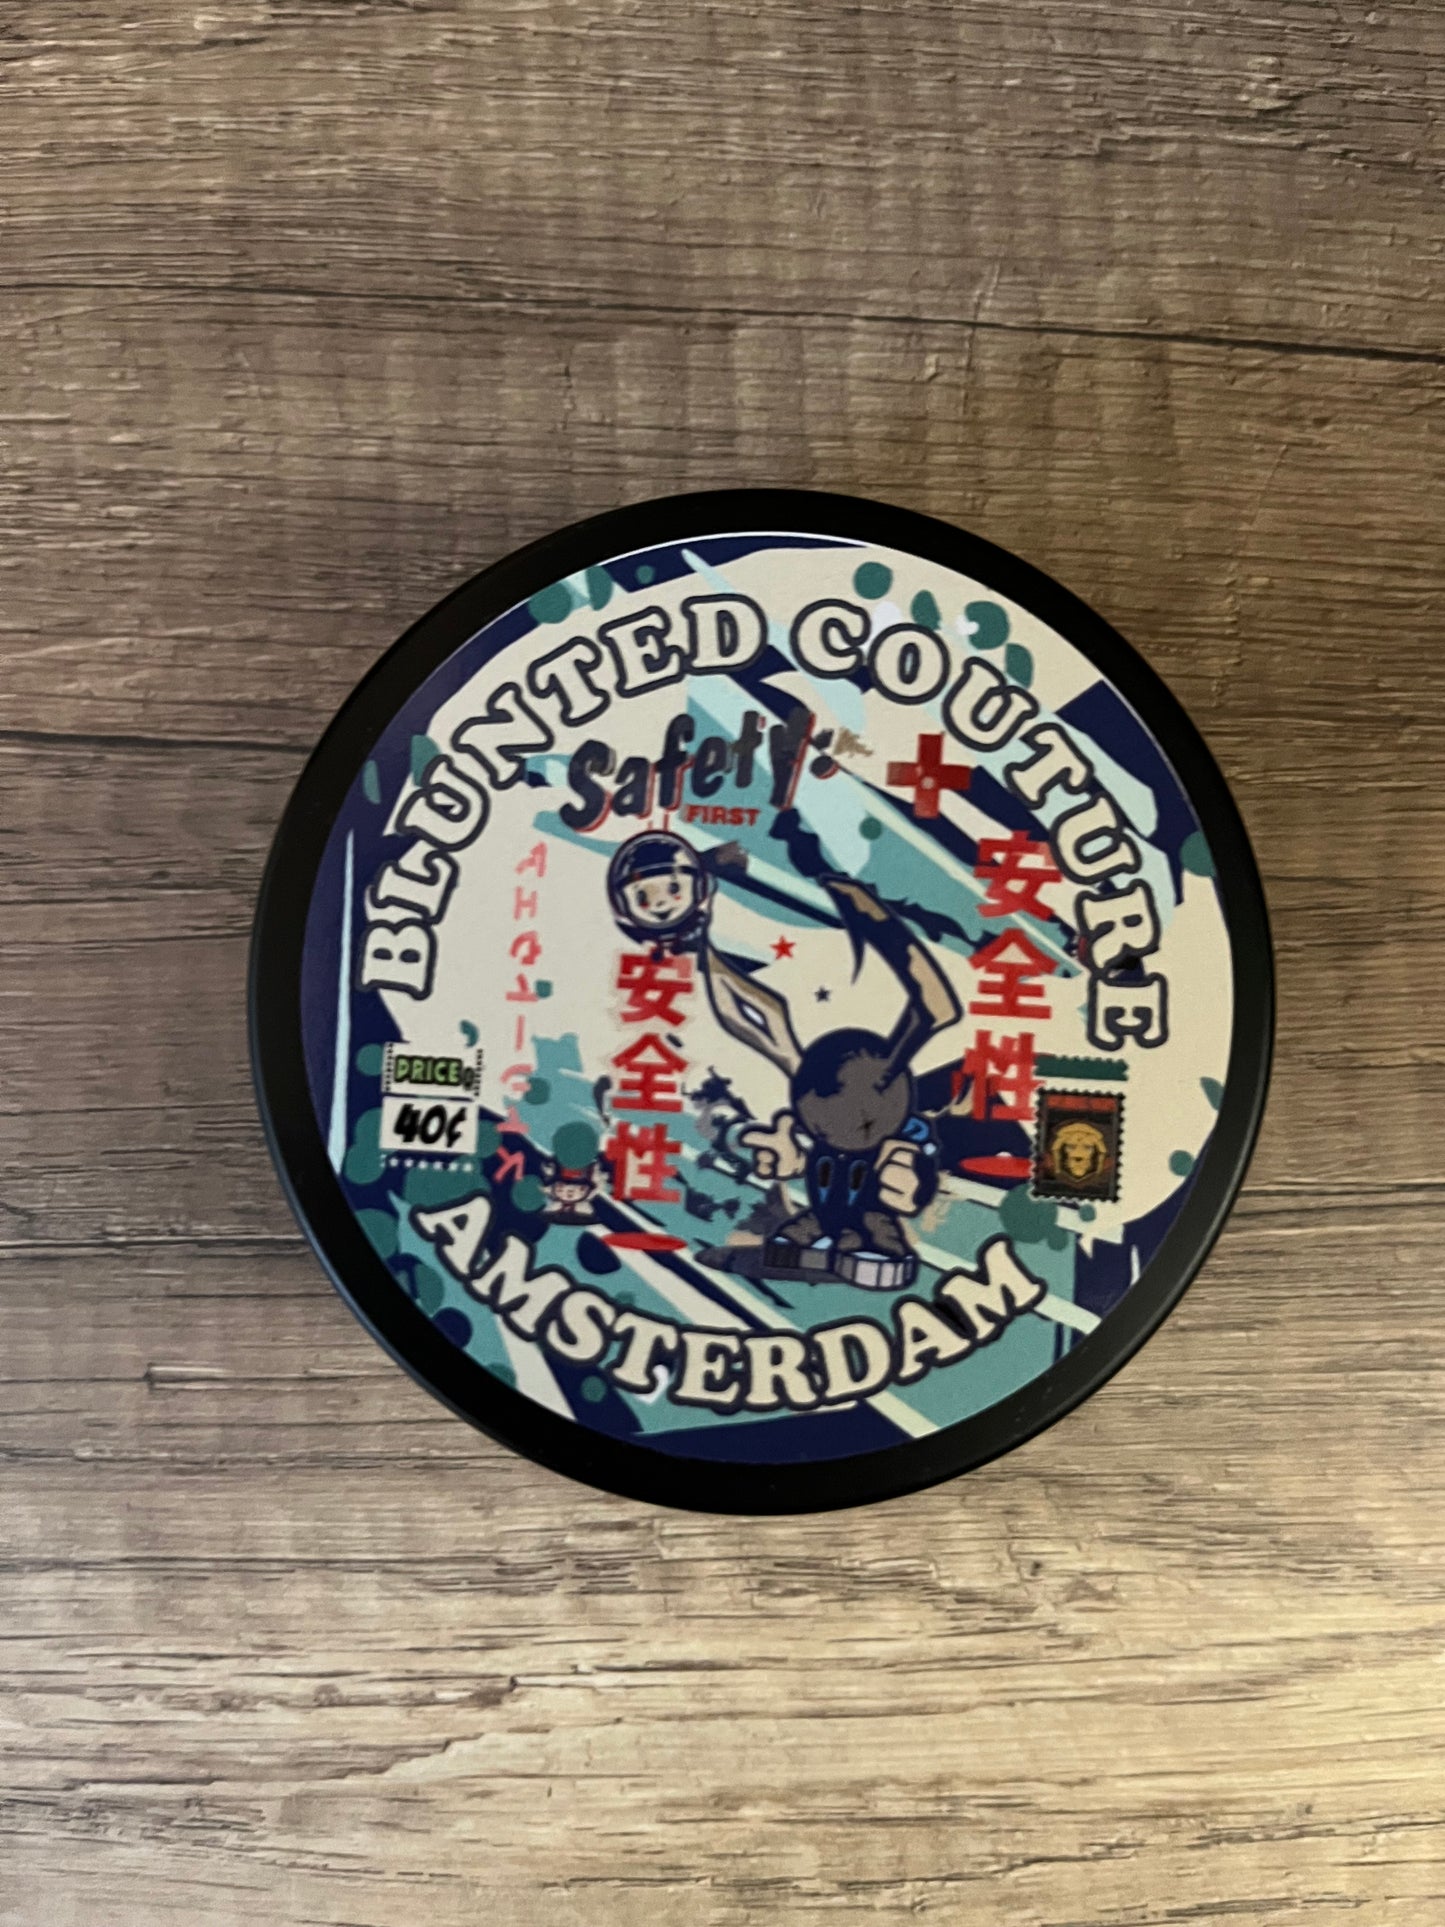 BLUNTED COUTURE
Safety:
FIRST
安全性
安全性
PRICE
40¢
AMSTERDAM